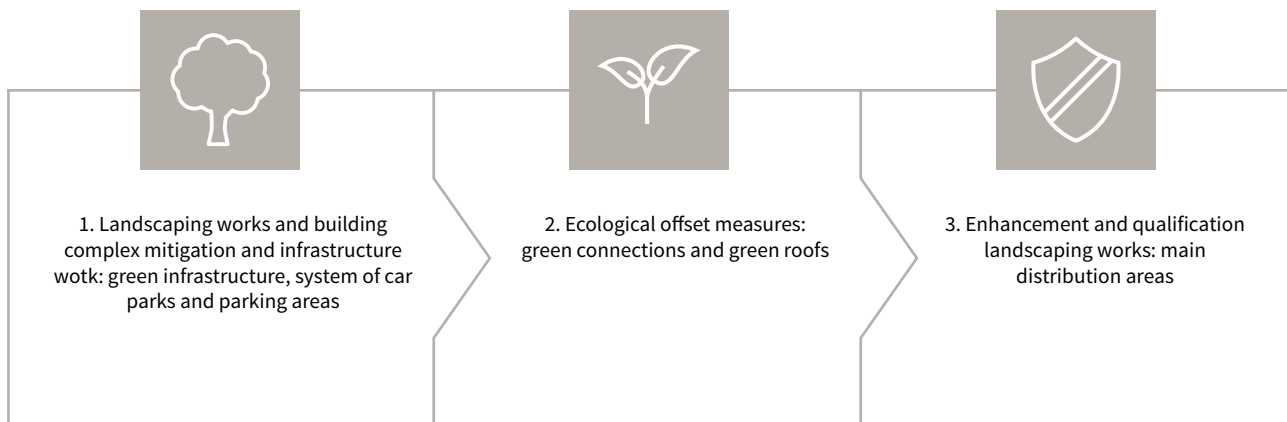 1. Landscaping works and building
complex mitigation and infrastructure
wotk: green infrastructure, system of car
parks and parking areas
2. Ecological offset measures:
green connections and green roofs
3. Enhancement and qualification
landscaping works: main
distribution areas